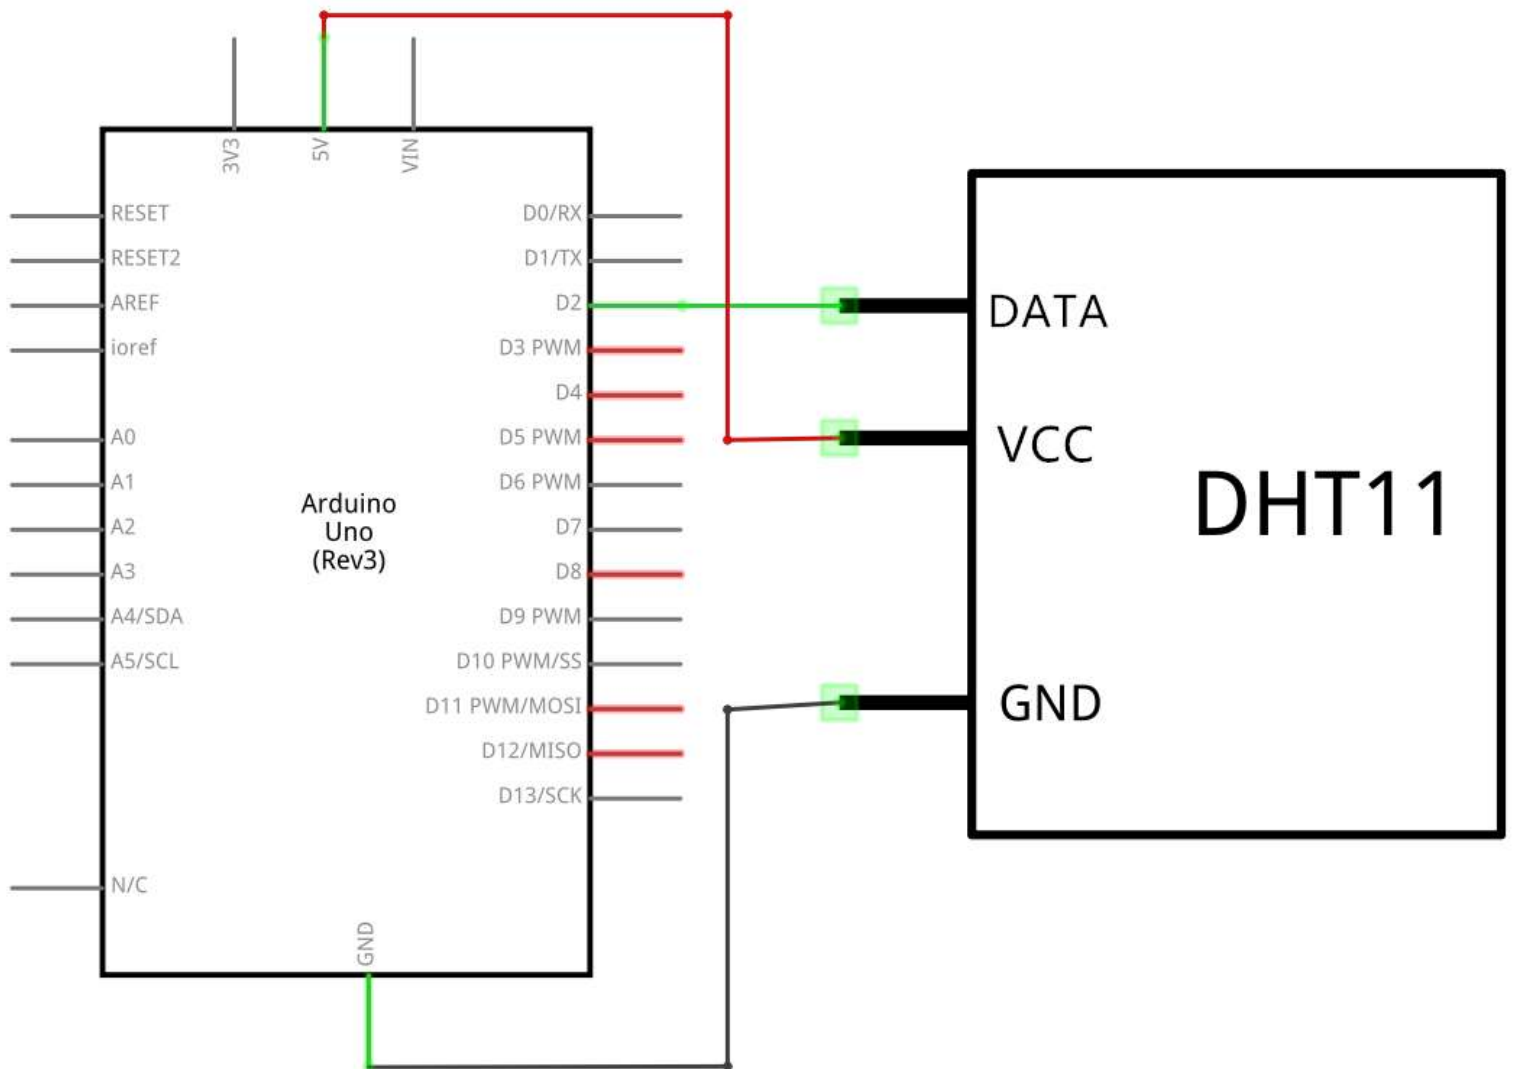 3V3
5V
VIN
RESET
RESET2
AREF
ioref
A0
A1
A2
A3
A4/SDA
A5/SCL
N/C
Arduino
Uno
(Rev3)
D0/RX
D1/TX
D2
D3 PWM
D4
D5 PWM
D6 PWM
D7
D8
D9 PWM
D10 PWM/SS
D11 PWM/MOSI
D12/MISO
D13/SCK
GND
DATA
VCC
DHT11
GND